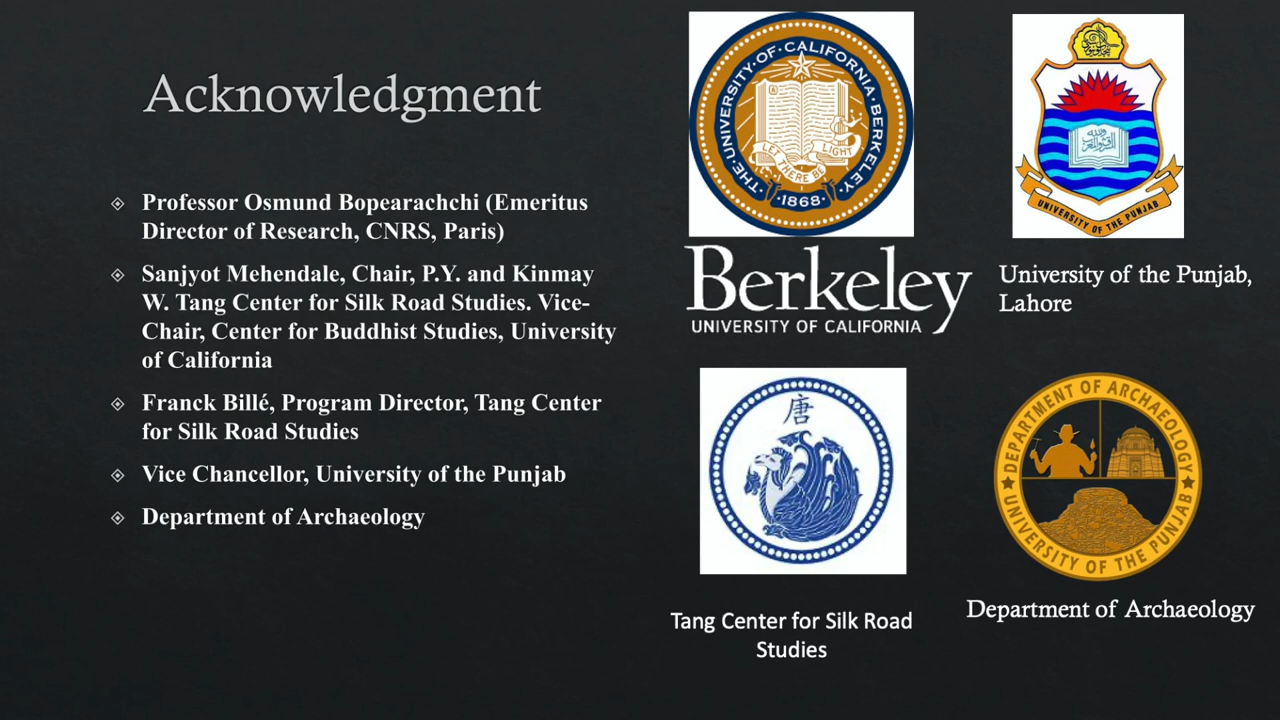 Acknowledgment
Professor Osmund Bopearachchi (Emeritus
Director of Research, CNRS, Paris)
Sanjyot Mehendale, Chair, P.Y. and Kinmay
W. Tang Center for Silk Road Studies. Vice-
Chair, Center for Buddhist Studies, University
of California
Franck Billé, Program Director, Tang Center
for Silk Road Studies
Vice Chancellor, University of the Punjab
Department of Archaeology
THE·UNIVERSITY·OF·CALIFORNIA·BERKELEY
A
LET THERE BE LIGHT
·1868·
Berkeley
UNIVERSITY OF CALIFORNIA
UNIVERSITY OF THE PUNJAB
University of the Punjab,
Lahore
唐
Tang Center for Silk Road
Studies
DEPARTMENT OF ARCHAEOLOGY
UNIVERSITY OF THE PUNJAB
Department of Archaeology